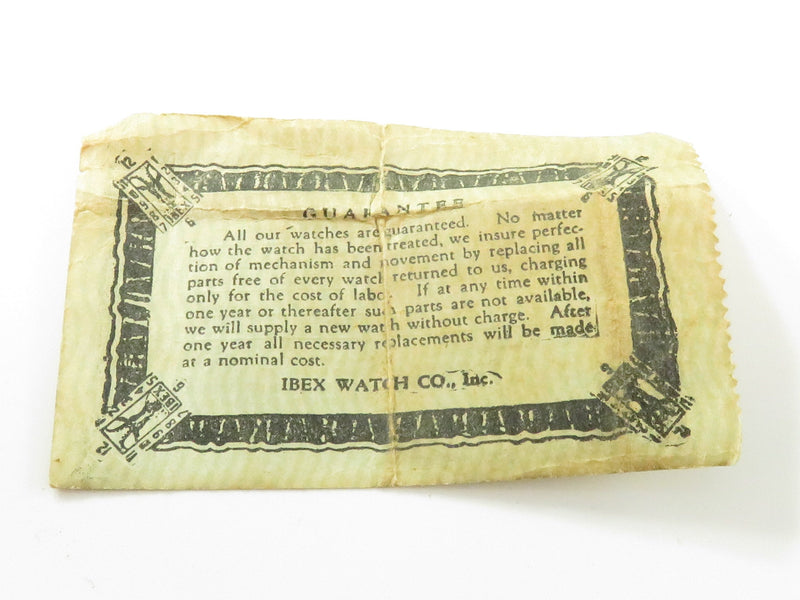 GUARANTEE
All our watches are guaranteed. No matter
how the watch has been treated, we insure perfec-
tion of mechanism and movement by replacing all
parts free of every watch returned to us, charging
only for the cost of labor. If at any time within
one year or thereafter such parts are not available,
we will supply a new watch without charge. After
one year all necessary replacements will be made
at a nominal cost.
IBEX WATCH CO., Inc.
IBEX
IBEX